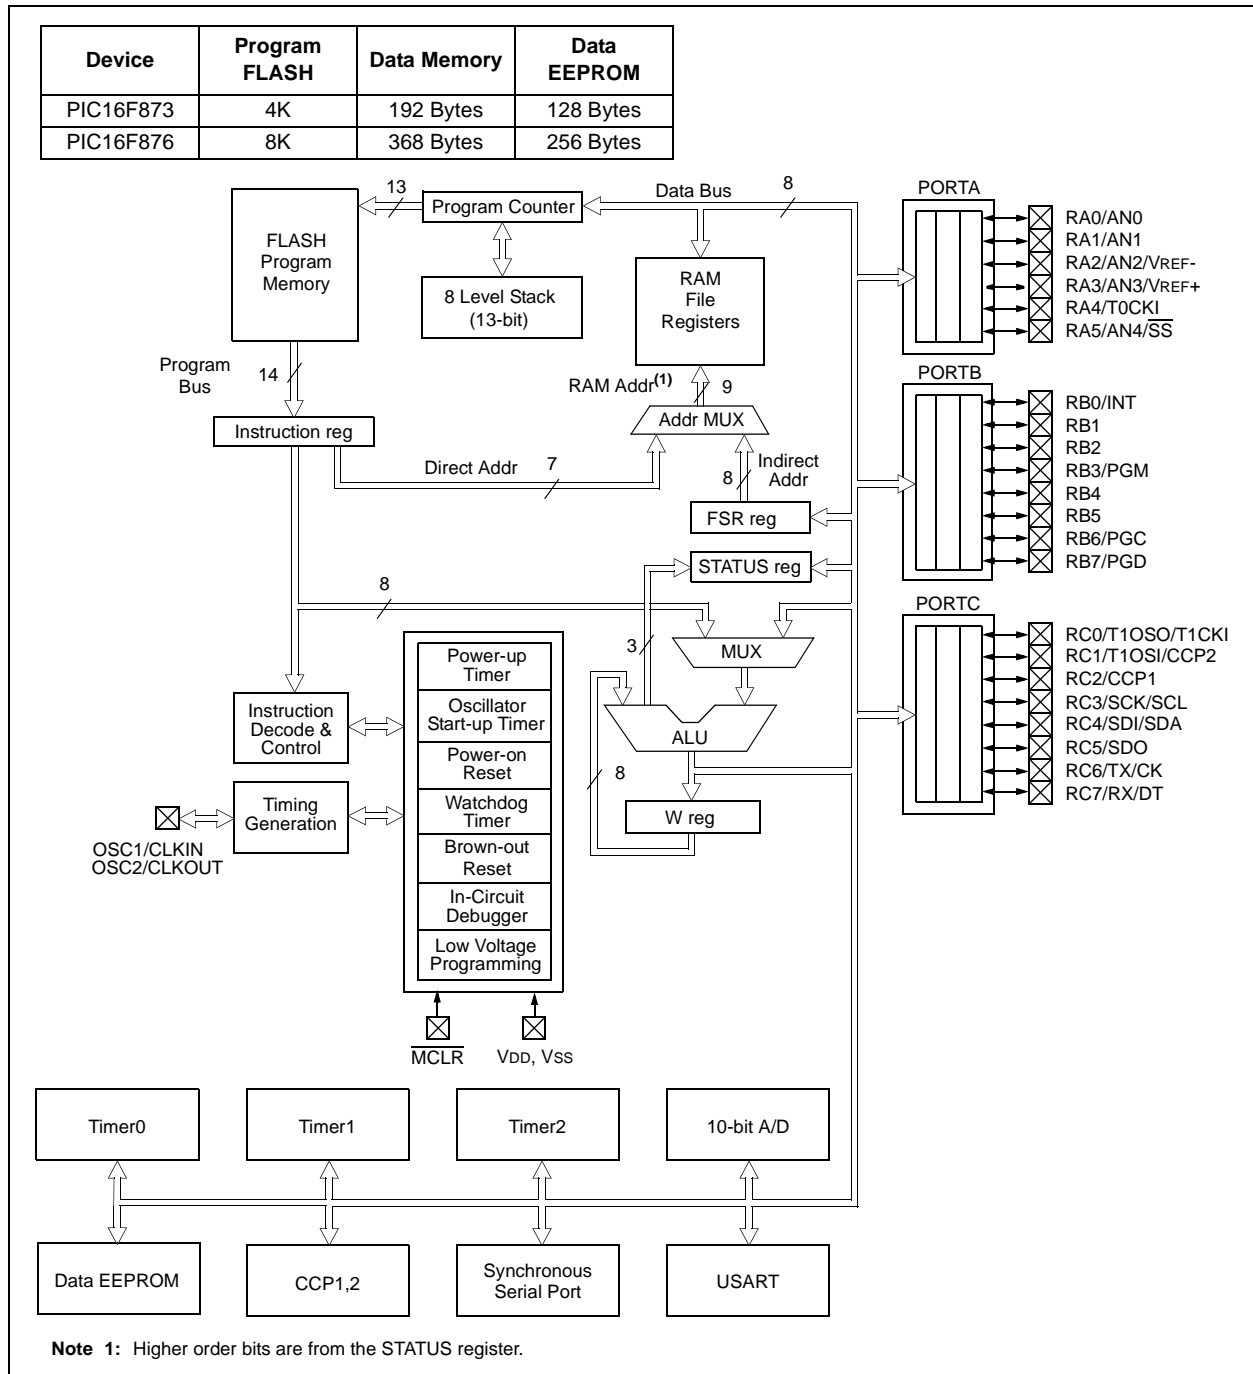 Device Program FLASH Data Memory Data EEPROM
PIC16F873 4K 192 Bytes 128 Bytes
PIC16F876 8K 368 Bytes 256 Bytes
FLASH
Program
Memory
13
Program Counter
Data Bus
8
8 Level Stack
(13-bit)
RAM
File
Registers
Program
Bus
14
RAM Addr(1)
9
Addr MUX
Instruction reg
Direct Addr
7
8
Indirect
Addr
FSR reg
STATUS reg
8
3
MUX
ALU
8
W reg
Power-up
Timer
Oscillator
Start-up Timer
Power-on
Reset
Watchdog
Timer
Brown-out
Reset
In-Circuit
Debugger
Low Voltage
Programming
Instruction
Decode &
Control
Timing
Generation
OSC1/CLKIN
OSC2/CLKOUT
MCLR
VDD, VSS
PORTA
RA0/AN0
RA1/AN1
RA2/AN2/VREF-
RA3/AN3/VREF+
RA4/T0CKI
RA5/AN4/SS
PORTB
RB0/INT
RB1
RB2
RB3/PGM
RB4
RB5
RB6/PGC
RB7/PGD
PORTC
RC0/T1OSO/T1CKI
RC1/T1OSI/CCP2
RC2/CCP1
RC3/SCK/SCL
RC4/SDI/SDA
RC5/SDO
RC6/TX/CK
RC7/RX/DT
Timer0
Timer1
Timer2
10-bit A/D
Data EEPROM
CCP1,2
Synchronous
Serial Port
USART
Note 1: Higher order bits are from the STATUS register.